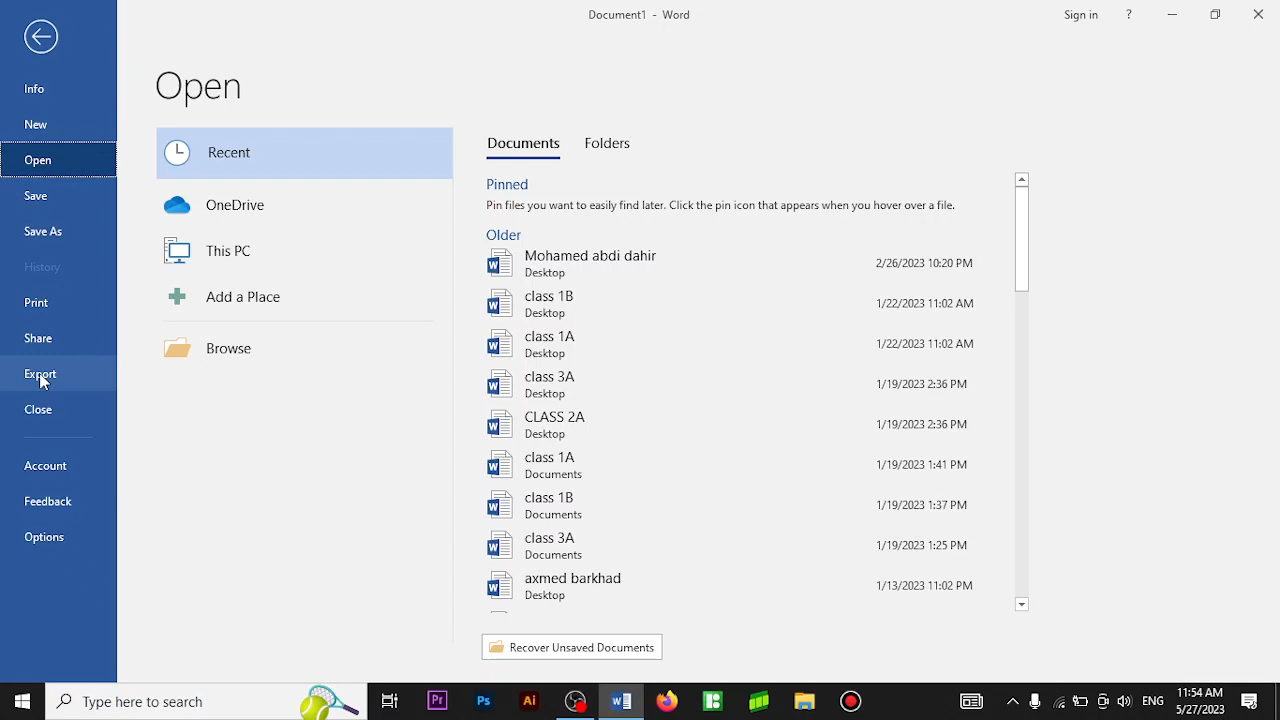 Document1 - Word
Sign in
?
Info
New
Open
Save
Save As
History
Print
Share
Export
Close
Account
Feedback
Options
Open
Recent
OneDrive
This PC
Add a Place
Browse
Documents Folders
Pinned
Pin files you want to easily find later. Click the pin icon that appears when you hover over a file.
Older
Mohamed abdi dahir
Desktop
2/26/2023 10:20 PM
class 1B
Desktop
1/22/2023 11:02 AM
class 1A
Desktop
1/22/2023 11:02 AM
class 3A
Desktop
1/19/2023 2:36 PM
CLASS 2A
Desktop
1/19/2023 2:36 PM
class 1A
Documents
1/19/2023 1:41 PM
class 1B
Documents
1/19/2023 1:37 PM
class 3A
Documents
1/19/2023 1:25 PM
axmed barkhad
Desktop
1/13/2023 11:02 PM
Recover Unsaved Documents
Type here to search
Pr
Ps
Ai
ENG
11:54 AM
5/27/2023